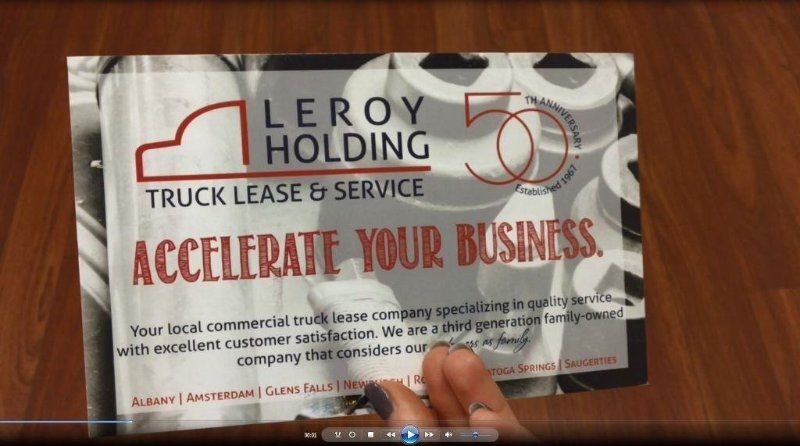 LEROY
HOLDING
TRUCK LEASE & SERVICE
50
TH ANNIVERSARY
Established 1967
ACCELERATE YOUR BUSINESS.
Your local commercial truck lease company specializing in quality service
with excellent customer satisfaction. We are a third generation family-owned
company that considers our as family.
ALBANY | AMSTERDAM | GLENS FALLS | | SPRINGS | SAUGERTIES